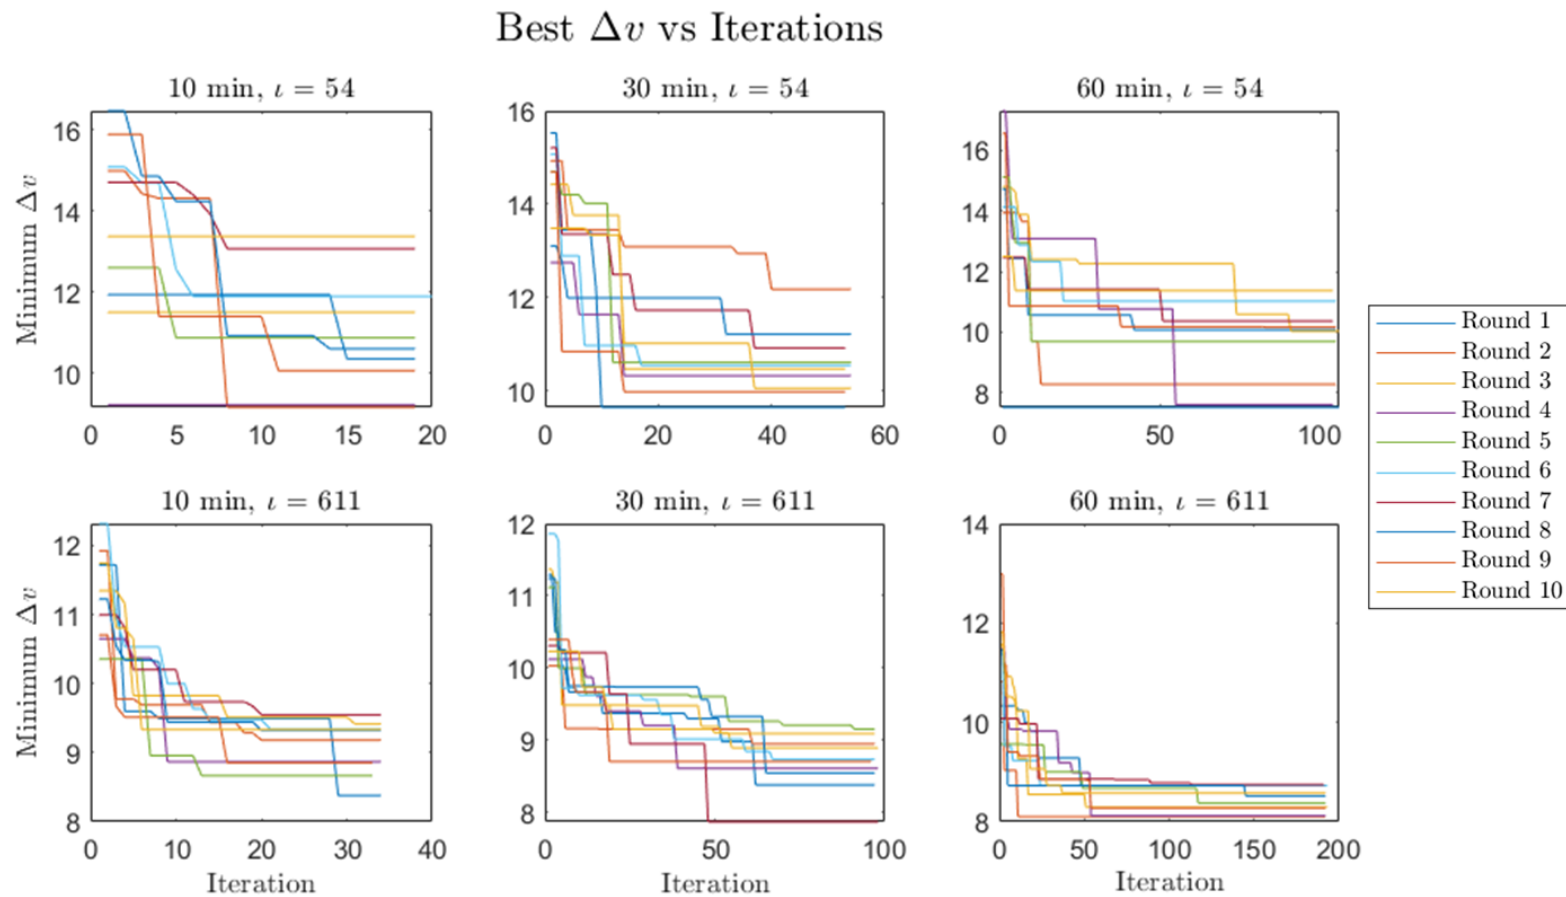 Best Δv vs Iterations
10 min, ι = 54
30 min, ι = 54
60 min, ι = 54
Minimum Δv
16
14
12
10
0 5 10 15 20
16
14
12
10
0 20 40 60
16
14
12
10
8
0 50 100
10 min, ι = 611
30 min, ι = 611
60 min, ι = 611
Minimum Δv
12
11
10
9
8
0 10 20 30 40
Iteration
12
11
10
9
8
0 50 100
Iteration
14
12
10
8
0 50 100 150 200
Iteration
Round 1
Round 2
Round 3
Round 4
Round 5
Round 6
Round 7
Round 8
Round 9
Round 10